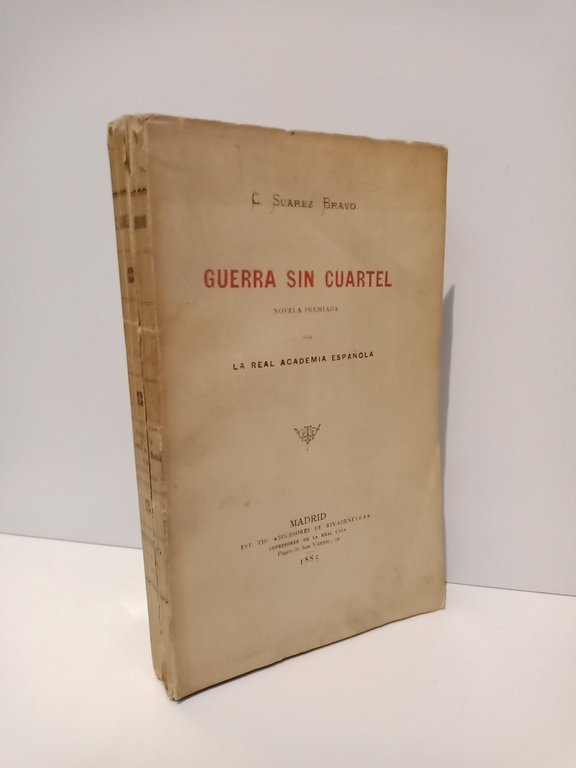 C. SUAREZ BRAVO.
GUERRA SIN CUARTEL
NOVELA PREMIADA
POR
LA REAL ACADEMIA ESPAÑOLA
MADRID
EST. TIP. «SUCESORES DE RIVADENEYRA»
IMPRESORES DE LA REAL CASA
Paseo de San Vicente, 20
1885